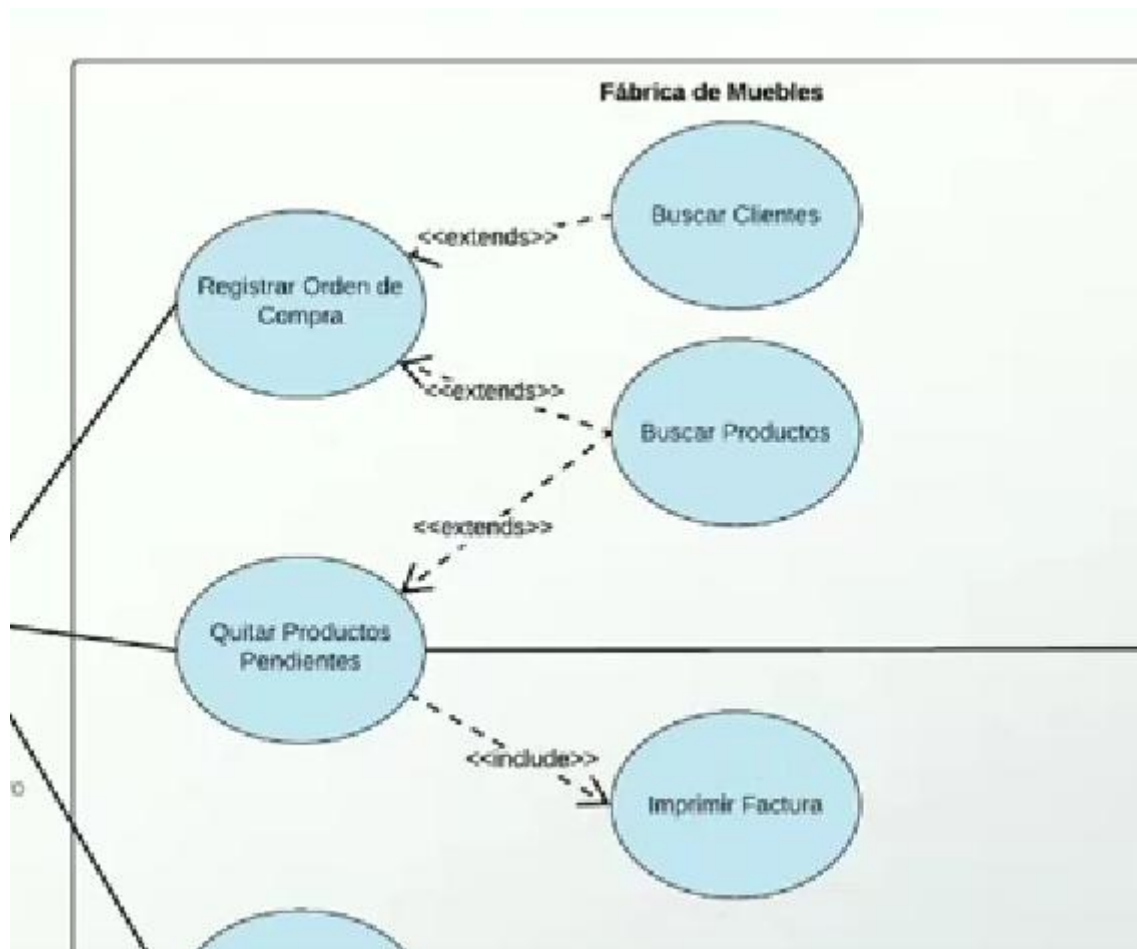 Fábrica de Muebles
Buscar Clientes
<<extends>>
Registrar Orden de
Compra
<<extends>>
Buscar Productos
<<extends>>
Quitar Productos
Pendientes
<<include>>
Imprimir Factura